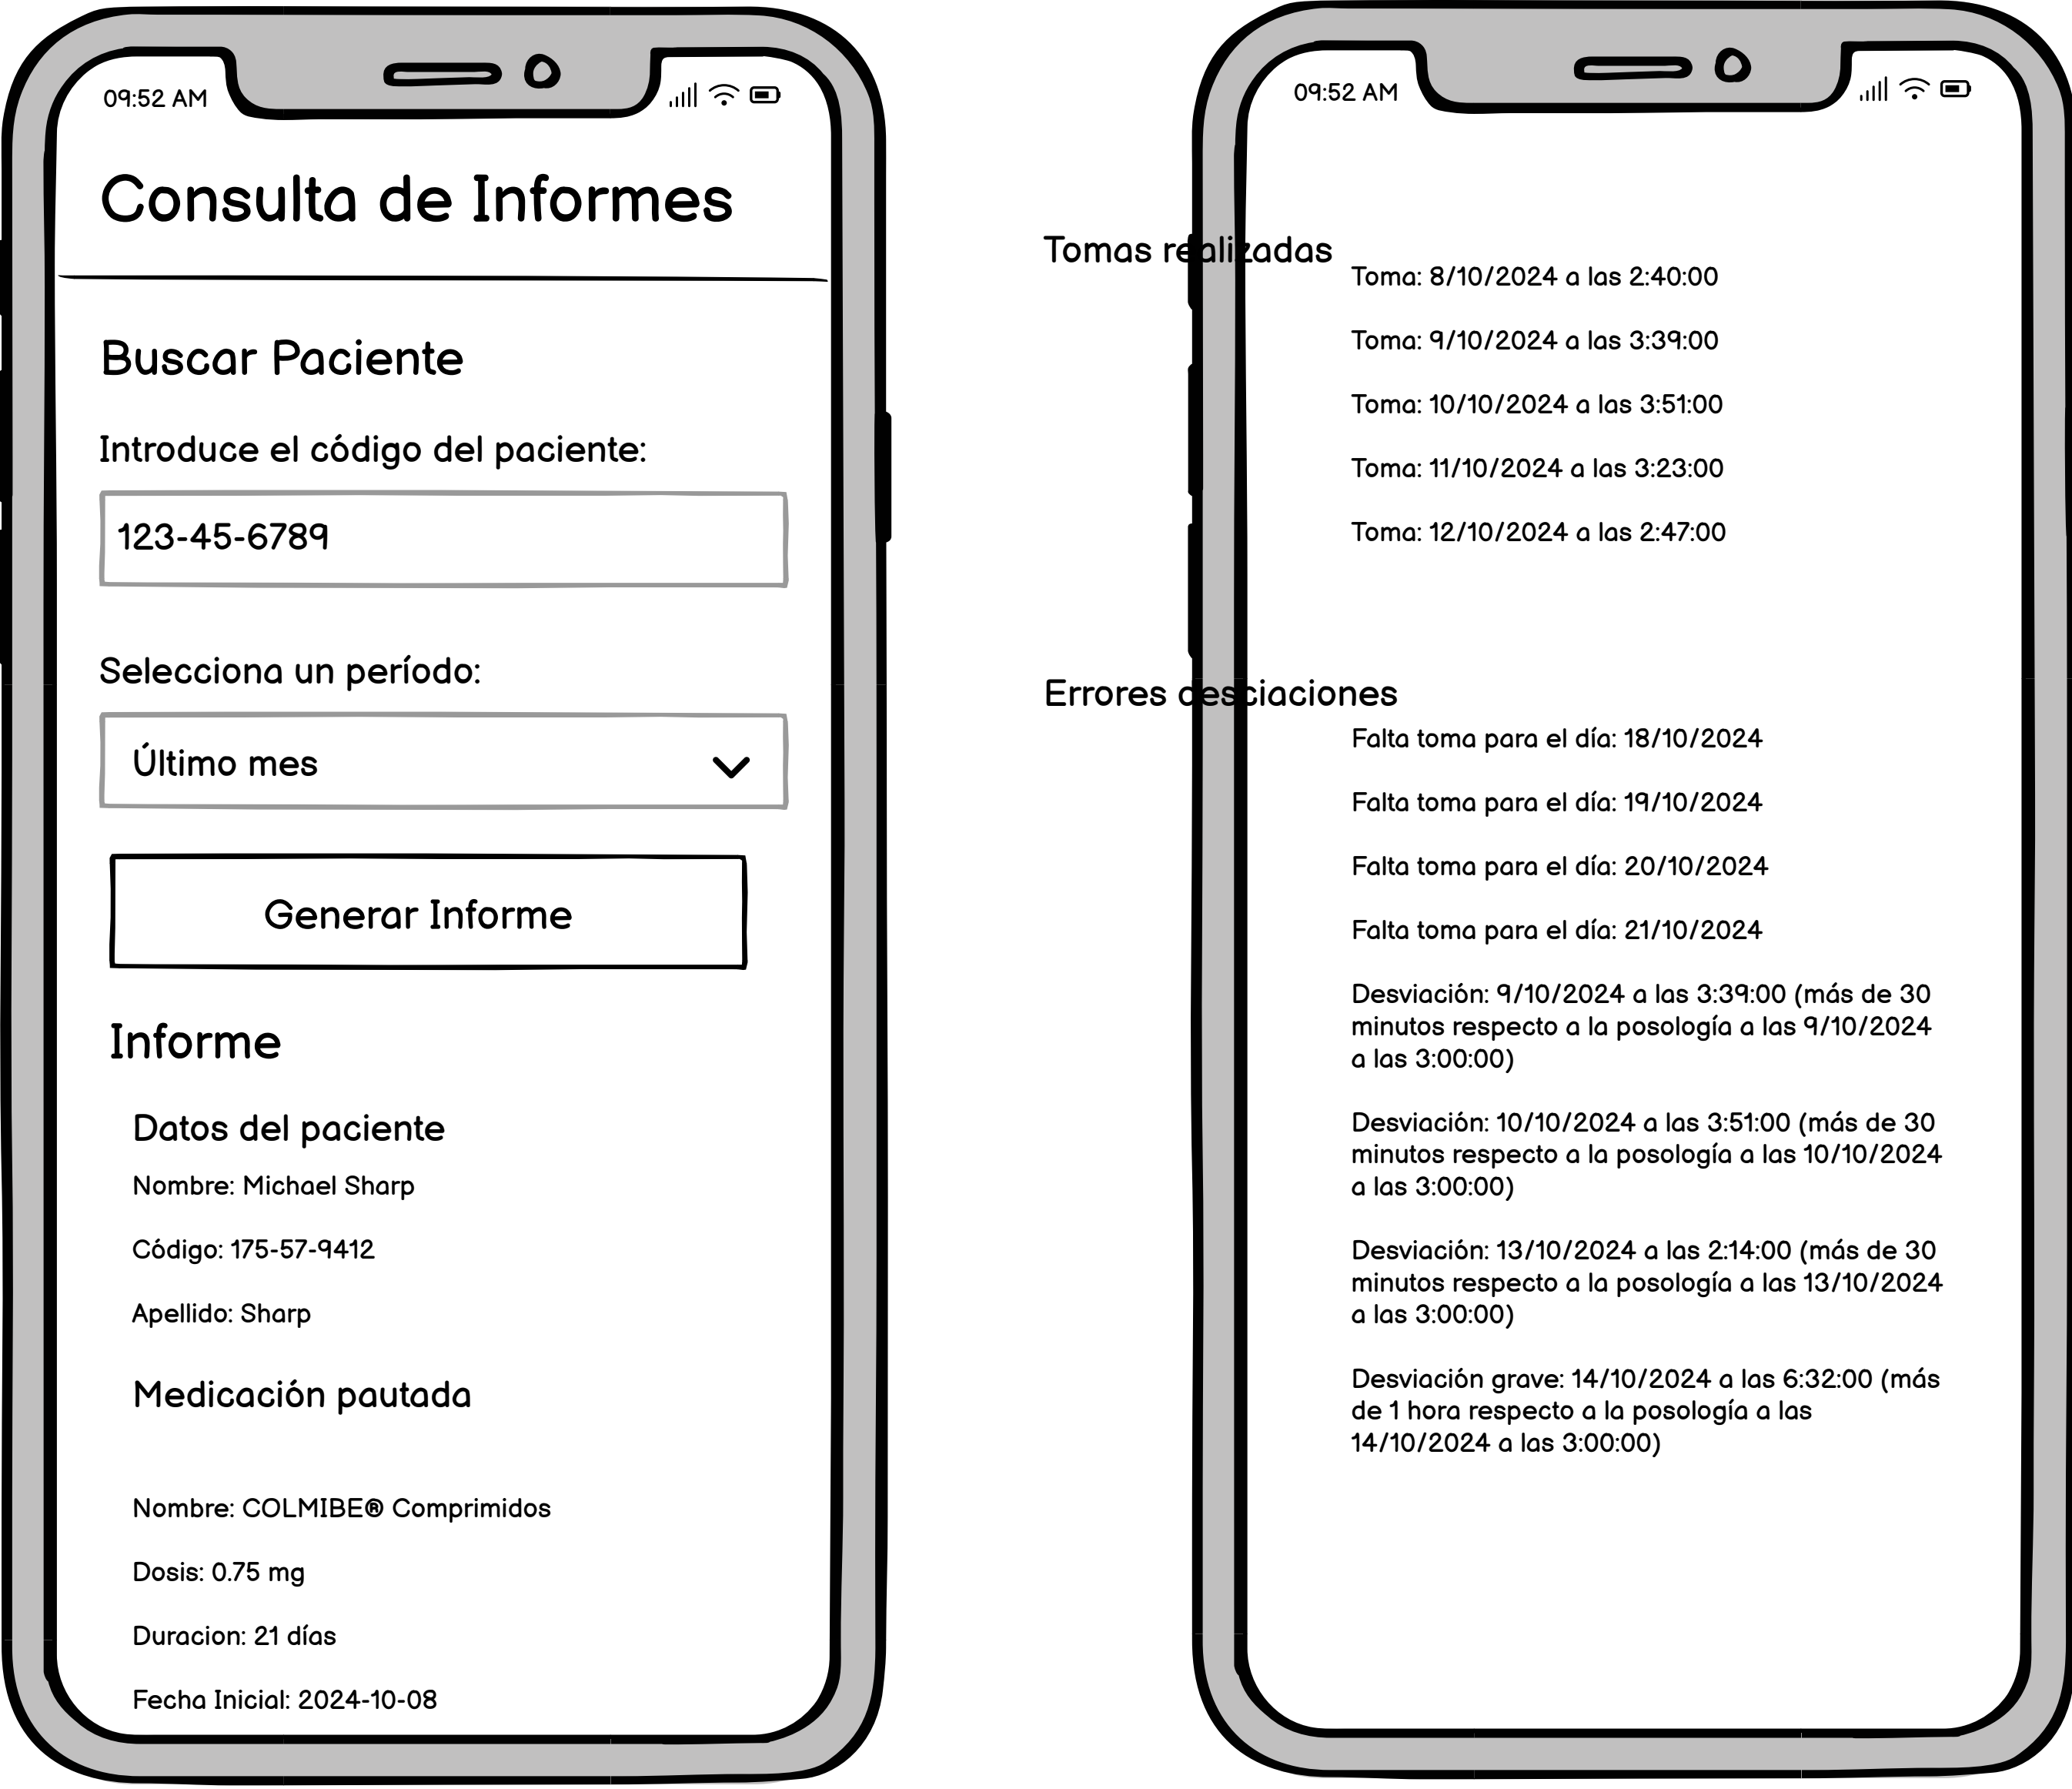 09:52 AM
Consulta de Informes
Buscar Paciente
Introduce el código del paciente:
123-45-6789
Selecciona un período:
Último mes
Generar Informe
Informe
Datos del paciente
Nombre: Michael Sharp
Código: 175-57-9412
Apellido: Sharp
Medicación pautada
Nombre: COLMIBE® Comprimidos
Dosis: 0.75 mg
Duracion: 21 días
Fecha Inicial: 2024-10-08
09:52 AM
Tomas realizadas
Toma: 8/10/2024 a las 2:40:00
Toma: 9/10/2024 a las 3:39:00
Toma: 10/10/2024 a las 3:51:00
Toma: 11/10/2024 a las 3:23:00
Toma: 12/10/2024 a las 2:47:00
Errores desciaciones
Falta toma para el día: 18/10/2024
Falta toma para el día: 19/10/2024
Falta toma para el día: 20/10/2024
Falta toma para el día: 21/10/2024
Desviación: 9/10/2024 a las 3:39:00 (más de 30
minutos respecto a la posología a las 9/10/2024
a las 3:00:00)
Desviación: 10/10/2024 a las 3:51:00 (más de 30
minutos respecto a la posología a las 10/10/2024
a las 3:00:00)
Desviación: 13/10/2024 a las 2:14:00 (más de 30
minutos respecto a la posología a las 13/10/2024
a las 3:00:00)
Desviación grave: 14/10/2024 a las 6:32:00 (más
de 1 hora respecto a la posología a las
14/10/2024 a las 3:00:00)